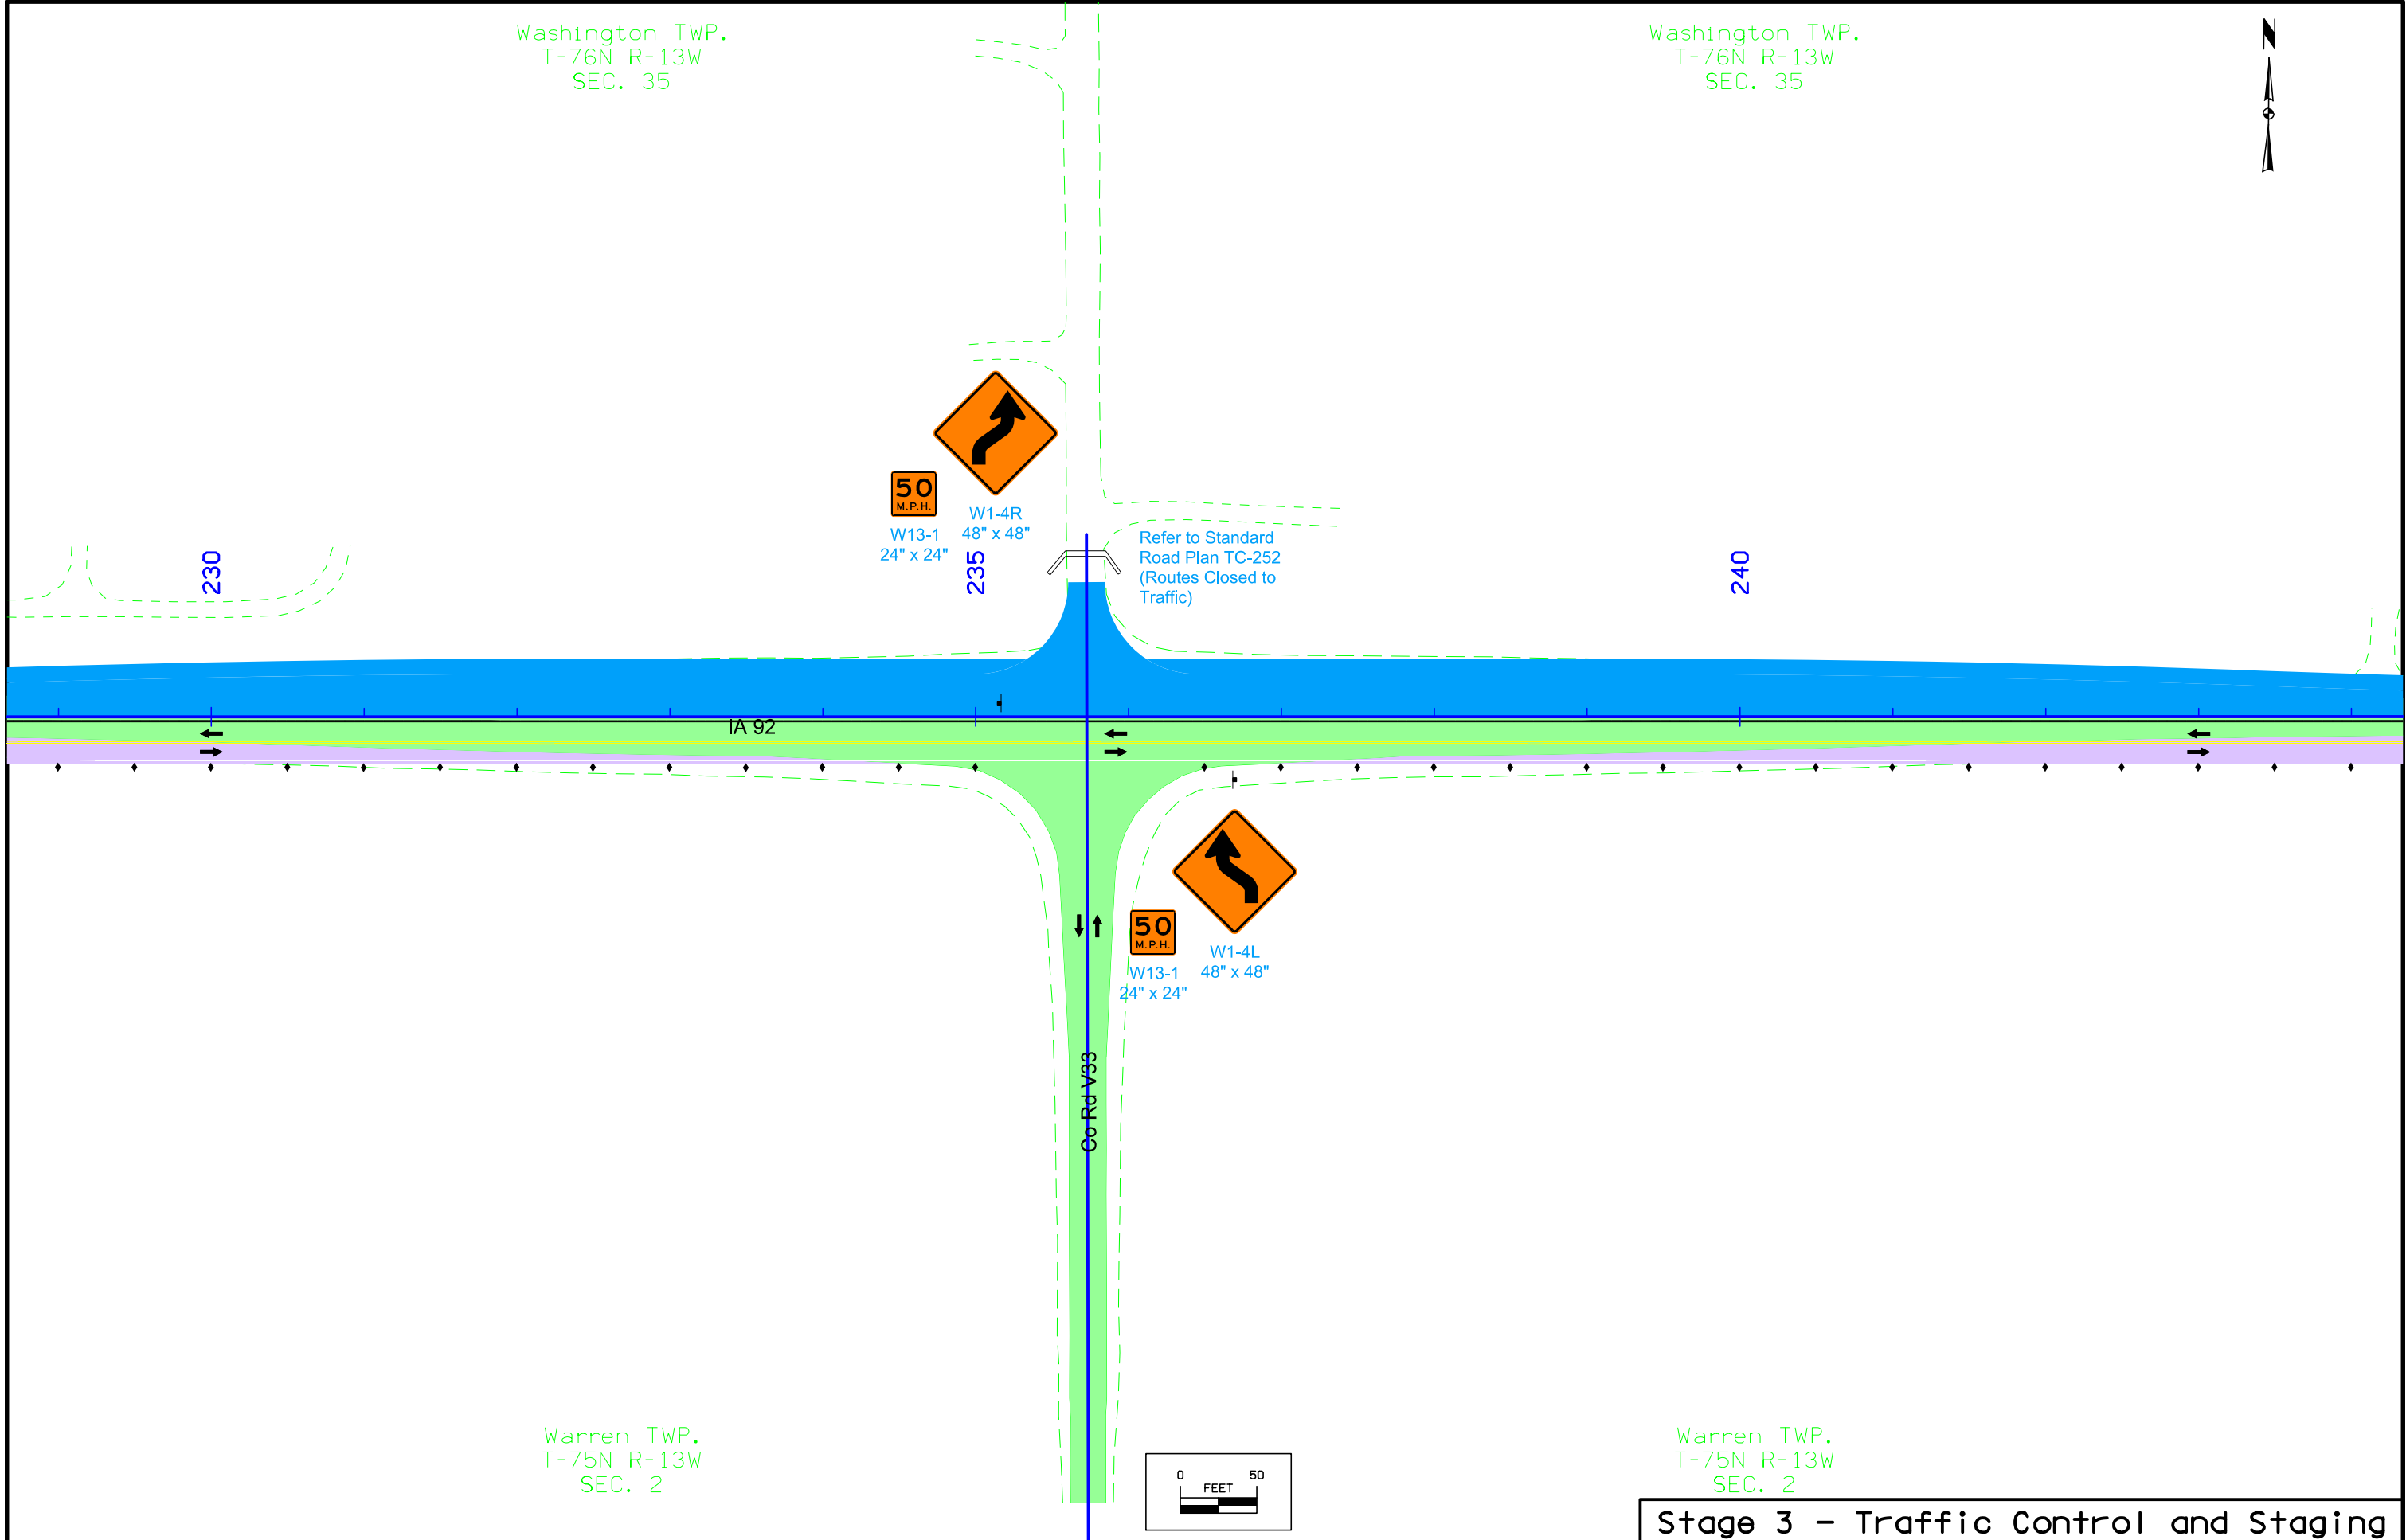 Washington TWP.
T-76N R-13W
SEC. 35
Washington TWP.
T-76N R-13W
SEC. 35
N
50
M.P.H.
W13-1
24" x 24"
W1-4R
48" x 48"
Refer to Standard
Road Plan TC-252
(Routes Closed to
Traffic)
230
235
240
IA 92
50
M.P.H.
W13-1
24" x 24"
W1-4L
48" x 48"
Co Rd V33
Warren TWP.
T-75N R-13W
SEC. 2
0 50
FEET
Warren TWP.
T-75N R-13W
SEC. 2
Stage 3 - Traffic Control and Staging